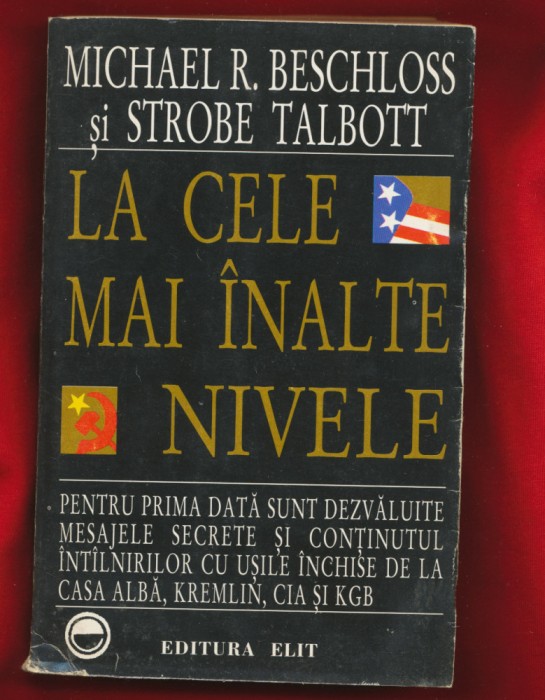 MICHAEL R. BESCHLOSS
și STROBE TALBOTT
LA CELE
MAI ÎNALTE
NIVELE
PENTRU PRIMA DATĂ SUNT DEZVĂLUITE
MESAJELE SECRETE ȘI CONȚINUTUL
ÎNTÎLNIRILOR CU UȘILE ÎNCHISE DE LA
CASA ALBĂ, KREMLIN, CIA ȘI KGB
EDITURA ELIT